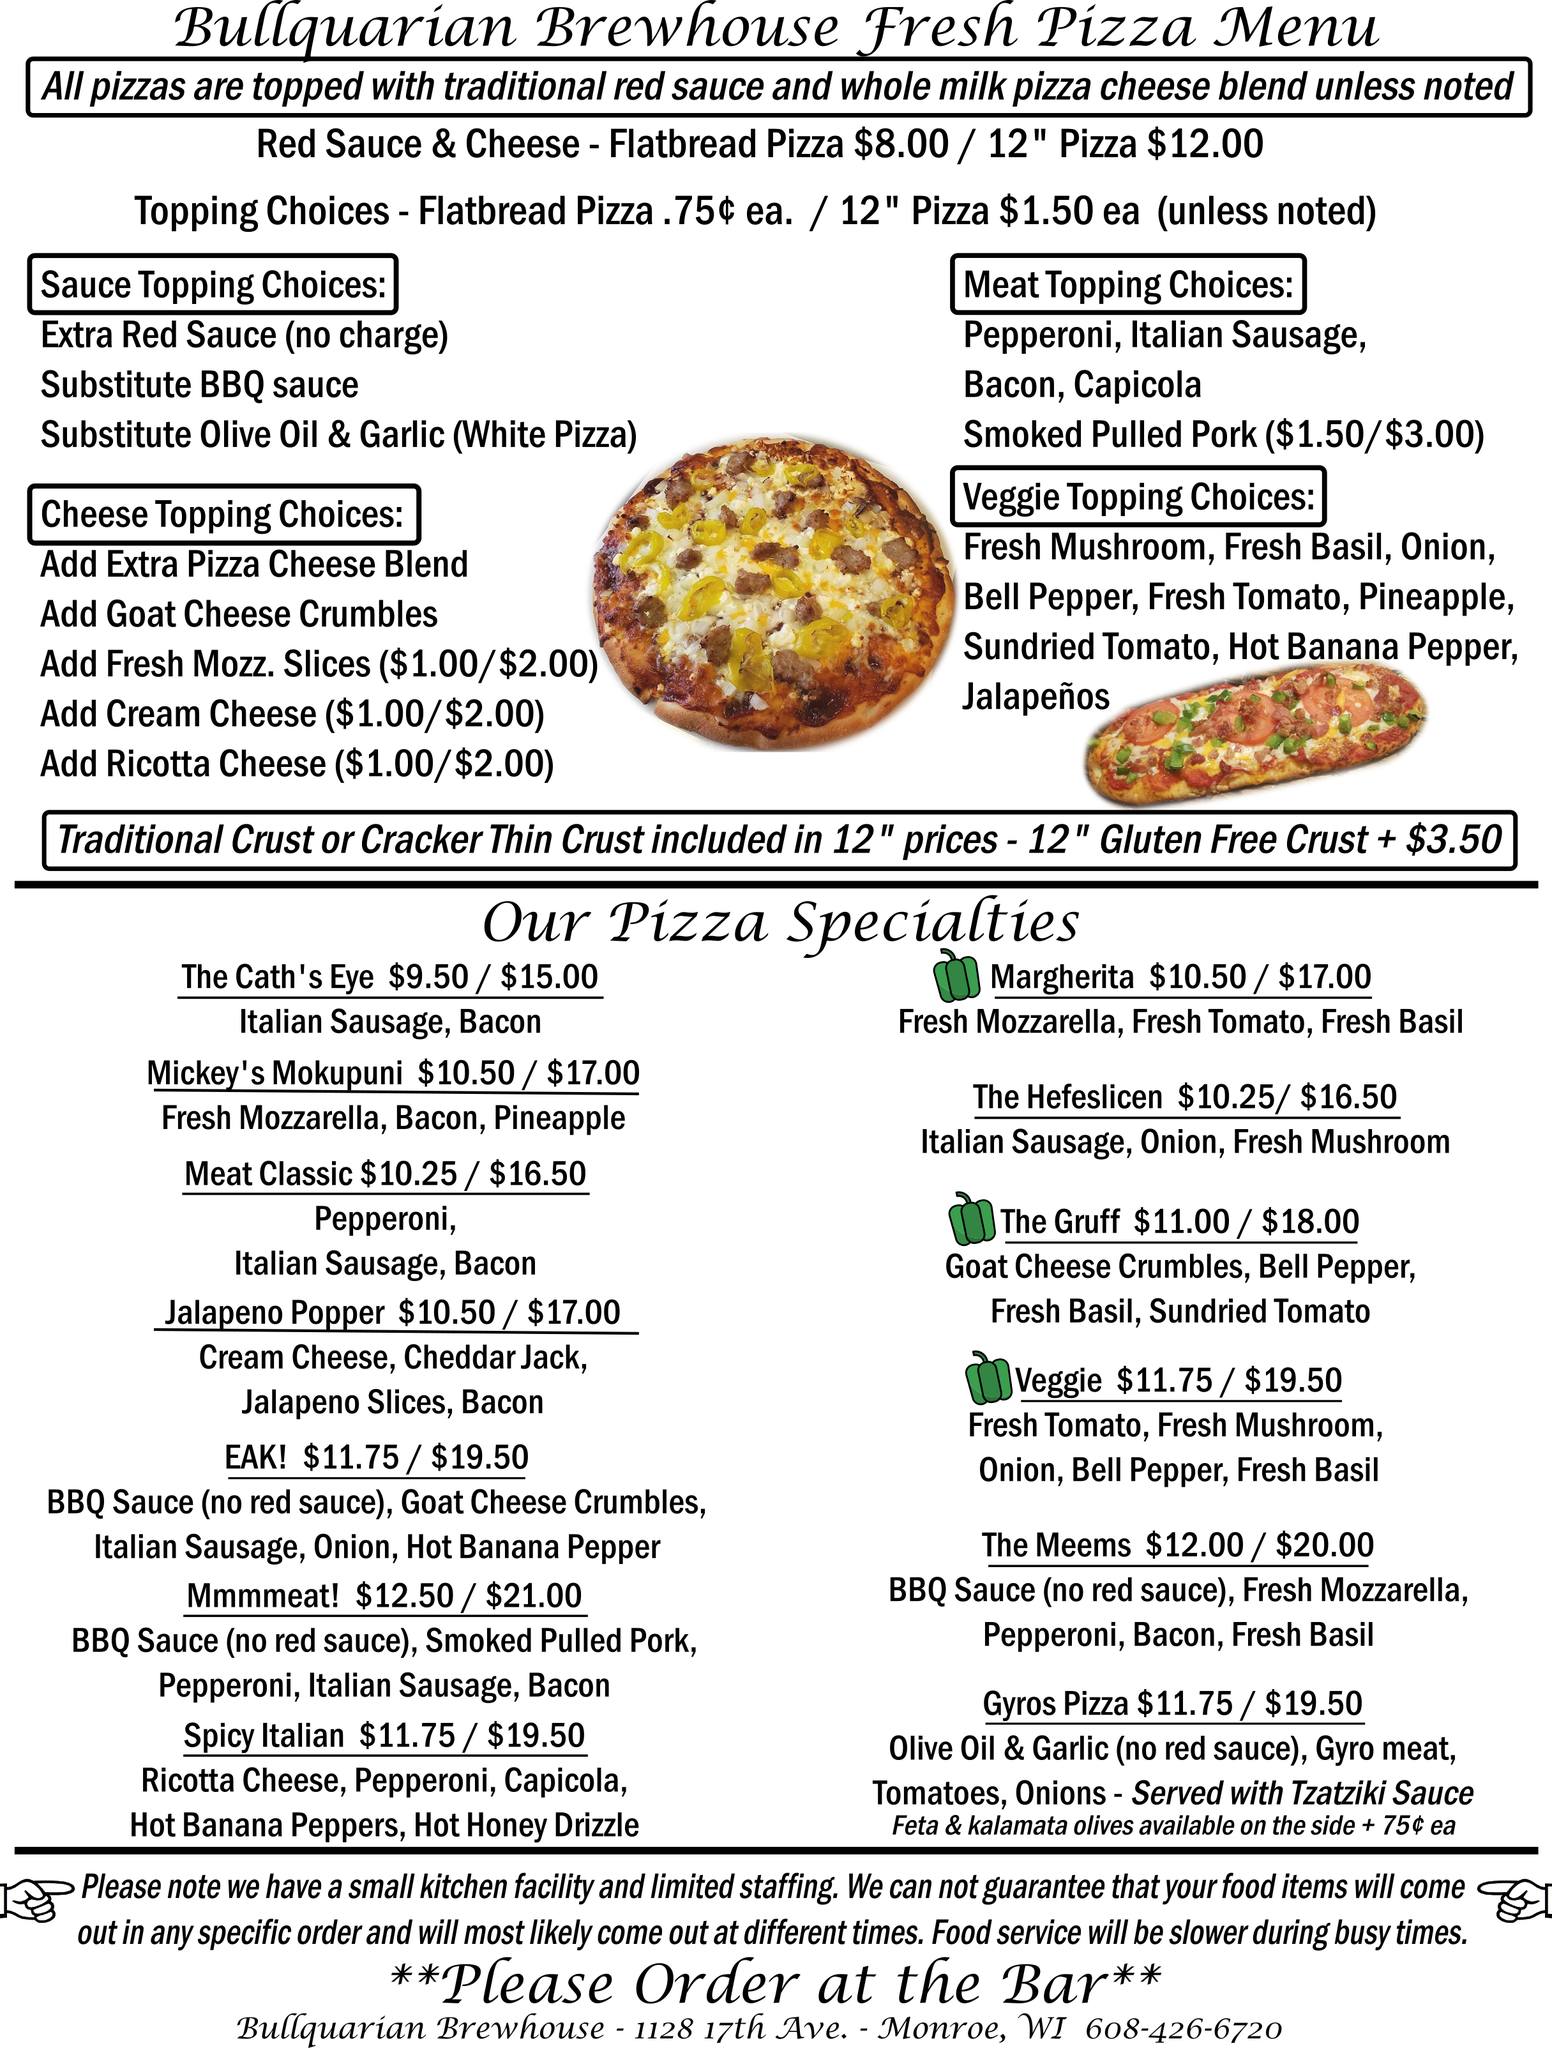 Bullquarian Brewhouse Fresh Pizza Menu
All pizzas are topped with traditional red sauce and whole milk pizza cheese blend unless noted
Red Sauce & Cheese - Flatbread Pizza $8.00 / 12" Pizza $12.00
Topping Choices - Flatbread Pizza .75¢ ea. / 12" Pizza $1.50 ea (unless noted)
Sauce Topping Choices:
Extra Red Sauce (no charge)
Substitute BBQ sauce
Substitute Olive Oil & Garlic (White Pizza)
Cheese Topping Choices:
Add Extra Pizza Cheese Blend
Add Goat Cheese Crumbles
Add Fresh Mozz. Slices ($1.00/$2.00)
Add Cream Cheese ($1.00/$2.00)
Add Ricotta Cheese ($1.00/$2.00)
Meat Topping Choices:
Pepperoni, Italian Sausage,
Bacon, Capicola
Smoked Pulled Pork ($1.50/$3.00)
Veggie Topping Choices:
Fresh Mushroom, Fresh Basil, Onion,
Bell Pepper, Fresh Tomato, Pineapple,
Sundried Tomato, Hot Banana Pepper,
Jalapeños
Traditional Crust or Cracker Thin Crust included in 12" prices - 12" Gluten Free Crust + $3.50
Our Pizza Specialties
The Cath's Eye $9.50 / $15.00
Italian Sausage, Bacon
Mickey's Mokupuni $10.50 / $17.00
Fresh Mozzarella, Bacon, Pineapple
Meat Classic $10.25 / $16.50
Pepperoni,
Italian Sausage, Bacon
Jalapeno Popper $10.50 / $17.00
Cream Cheese, Cheddar Jack,
Jalapeno Slices, Bacon
EAK! $11.75 / $19.50
BBQ Sauce (no red sauce), Goat Cheese Crumbles,
Italian Sausage, Onion, Hot Banana Pepper
Mmmmeat! $12.50 / $21.00
BBQ Sauce (no red sauce), Smoked Pulled Pork,
Pepperoni, Italian Sausage, Bacon
Spicy Italian $11.75 / $19.50
Ricotta Cheese, Pepperoni, Capicola,
Hot Banana Peppers, Hot Honey Drizzle
Margherita $10.50 / $17.00
Fresh Mozzarella, Fresh Tomato, Fresh Basil
The Hefeslicen $10.25/ $16.50
Italian Sausage, Onion, Fresh Mushroom
The Gruff $11.00 / $18.00
Goat Cheese Crumbles, Bell Pepper,
Fresh Basil, Sundried Tomato
Veggie $11.75 / $19.50
Fresh Tomato, Fresh Mushroom,
Onion, Bell Pepper, Fresh Basil
The Meems $12.00 / $20.00
BBQ Sauce (no red sauce), Fresh Mozzarella,
Pepperoni, Bacon, Fresh Basil
Gyros Pizza $11.75 / $19.50
Olive Oil & Garlic (no red sauce), Gyro meat,
Tomatoes, Onions - Served with Tzatziki Sauce
Feta & kalamata olives available on the side + 75¢ ea
Please note we have a small kitchen facility and limited staffing. We can not guarantee that your food items will come
out in any specific order and will most likely come out at different times. Food service will be slower during busy times.
**Please Order at the Bar**
Bullquarian Brewhouse - 1128 17th Ave. - Monroe, WI 608-426-6720